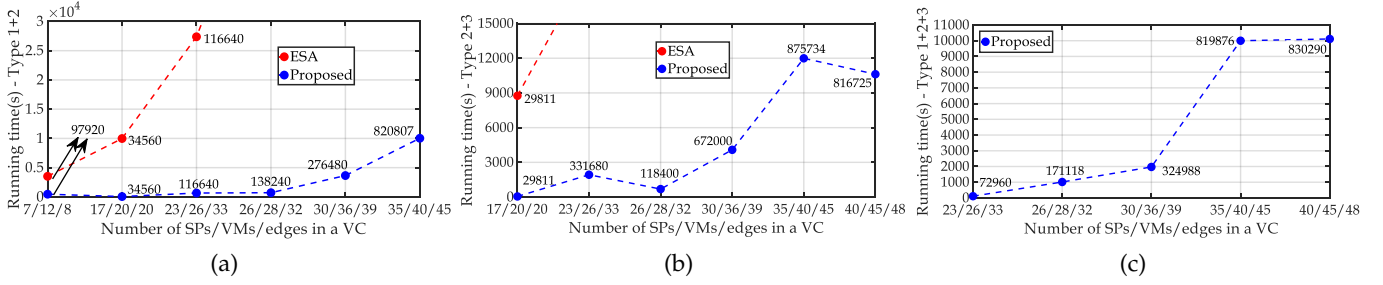 Running time(s) - Type 1+2
3 ×10⁴
2.5
2
1.5
1
0.5
0
97920
34560
116640
ESA
Proposed
34560
116640
138240
276480
820807
7/12/8 17/20/20 23/26/33 26/28/32 30/36/39 35/40/45
Number of SPs/VMs/edges in a VC
(a)
Running time(s) - Type 2+3
15000
12000
9000
6000
3000
0
29811
ESA
Proposed
29811
331680
118400
672000
875734
816725
17/20/20 23/26/33 26/28/32 30/36/39 35/40/45 40/45/48
Number of SPs/VMs/edges in a VC
(b)
Running time(s) - Type 1+2+3
11000
10000
9000
8000
7000
6000
5000
4000
3000
2000
1000
0
Proposed
72960
171118
324988
819876
830290
23/26/33 26/28/32 30/36/39 35/40/45 40/45/48
Number of SPs/VMs/edges in a VC
(c)